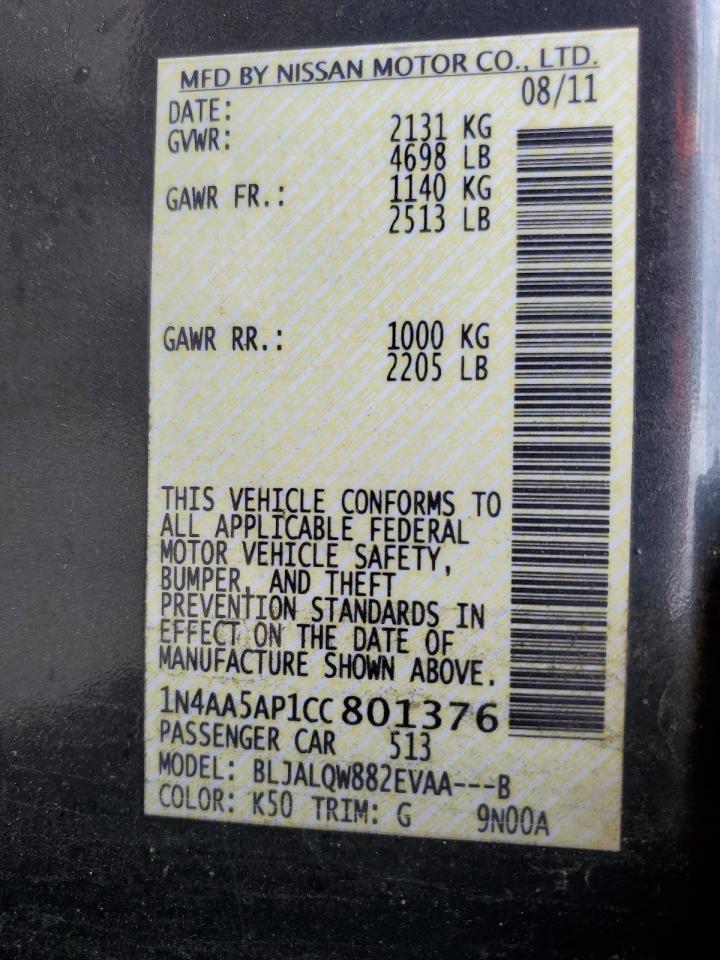 MFD BY NISSAN MOTOR CO., LTD.
DATE: 08/11
GVWR: 2131 KG
4698 LB
GAWR FR.: 1140 KG
2513 LB
GAWR RR.: 1000 KG
2205 LB
THIS VEHICLE CONFORMS TO
ALL APPLICABLE FEDERAL
MOTOR VEHICLE SAFETY,
BUMPER, AND THEFT
PREVENTION STANDARDS IN
EFFECT ON THE DATE OF
MANUFACTURE SHOWN ABOVE.
1N4AA5AP1CC801376
PASSENGER CAR 513
MODEL: BLJALQW882EVAA---B
COLOR: K50 TRIM: G 9N00A